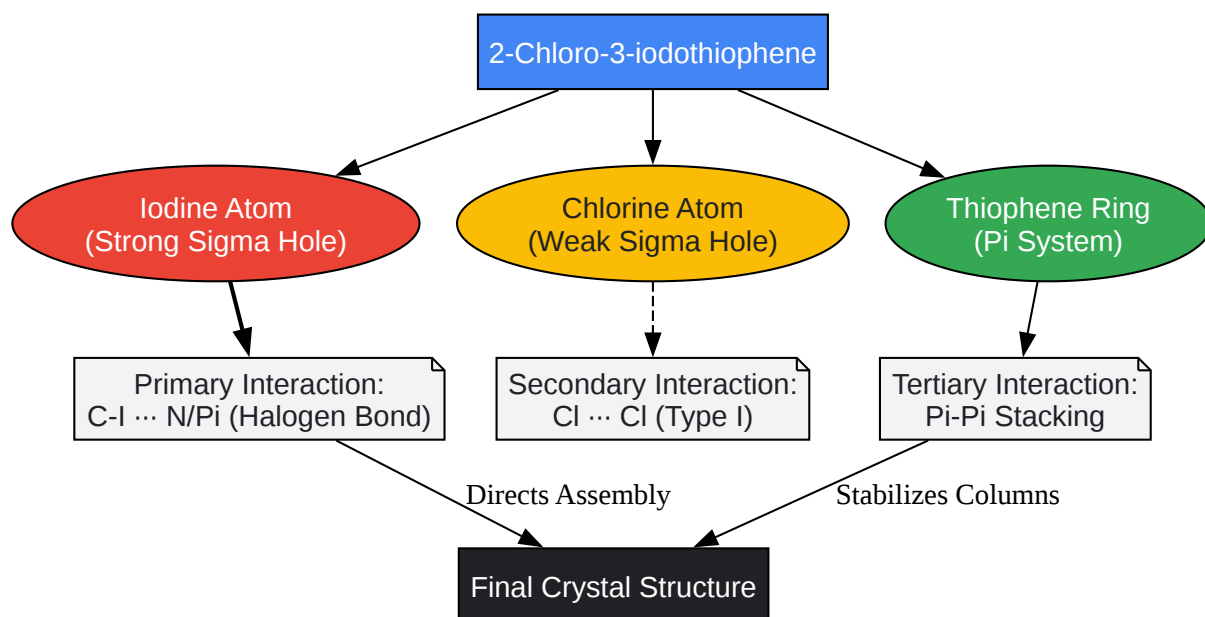 2-Chloro-3-iodothiophene
Iodine Atom
(Strong Sigma Hole)
Chlorine Atom
(Weak Sigma Hole)
Thiophene Ring
(Pi System)
Primary Interaction:
C-I ··· N/Pi (Halogen Bond)
Secondary Interaction:
Cl ··· Cl (Type I)
Tertiary Interaction:
Pi-Pi Stacking
Directs Assembly
Stabilizes Columns
Final Crystal Structure